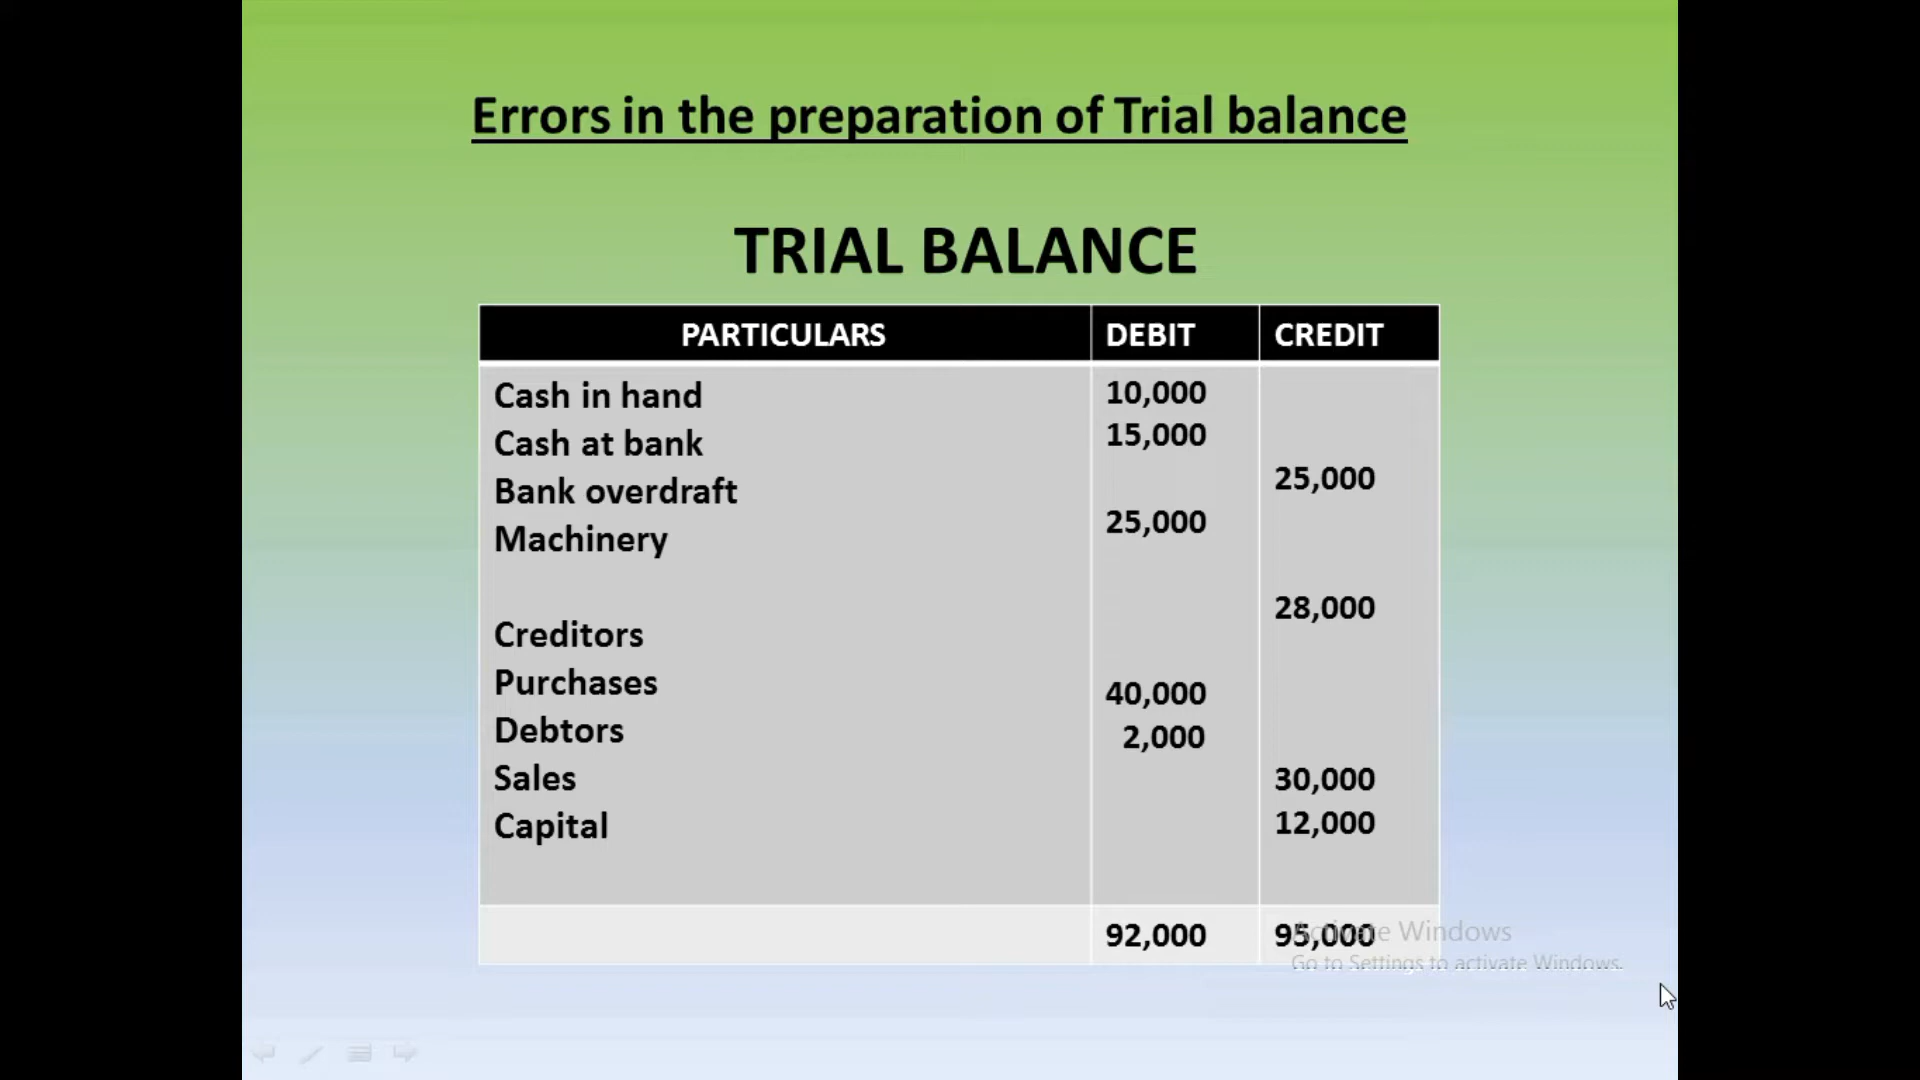 Errors in the preparation of Trial balance
TRIAL BALANCE
PARTICULARS DEBIT CREDIT
Cash in hand 10,000
Cash at bank 15,000
Bank overdraft 25,000
Machinery 25,000
Creditors 28,000
Purchases 40,000
Debtors 2,000
Sales 30,000
Capital 12,000
92,000 95,000
Activate Windows
Go to Settings to activate Windows.